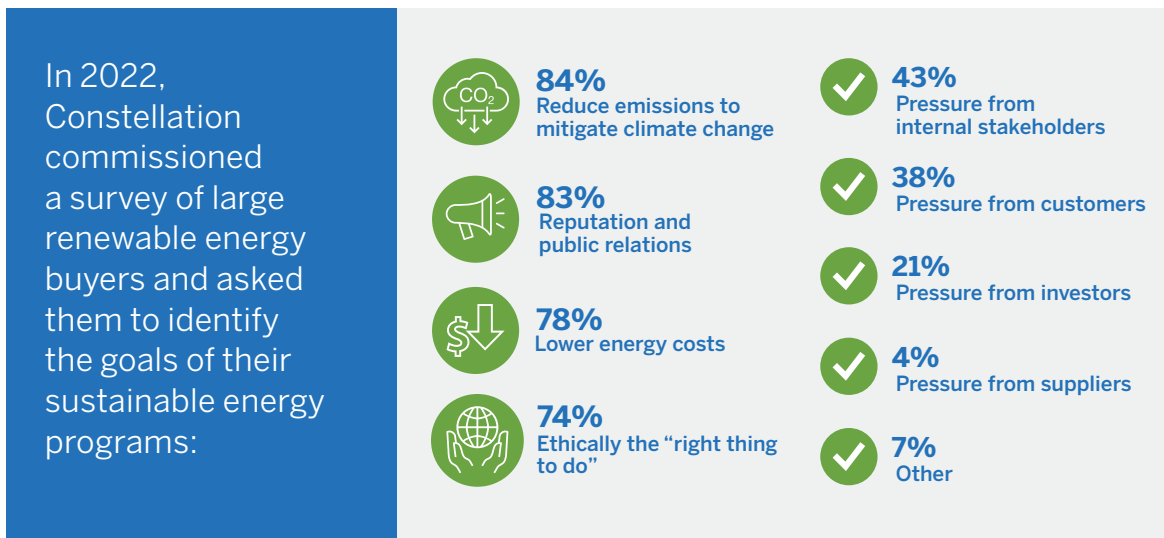 In 2022,
Constellation
commissioned
a survey of large
renewable energy
buyers and asked
them to identify
the goals of their
sustainable energy
programs:
CO₂
84%
Reduce emissions to
mitigate climate change
83%
Reputation and
public relations
$
78%
Lower energy costs
74%
Ethically the “right thing
to do”
43%
Pressure from
internal stakeholders
38%
Pressure from customers
21%
Pressure from investors
4%
Pressure from suppliers
7%
Other